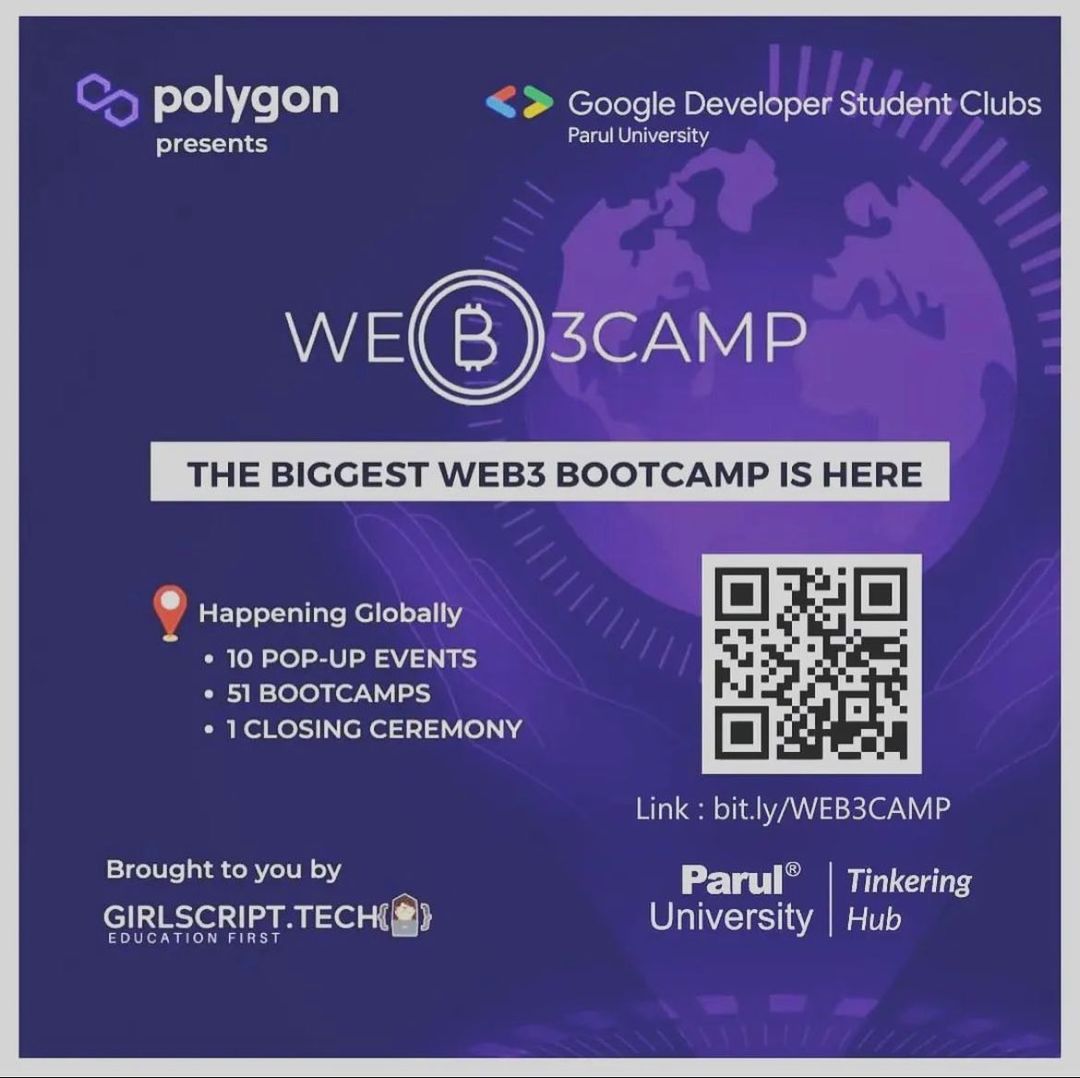 polygon
presents
Google Developer Student Clubs
Parul University
WEB3CAMP
THE BIGGEST WEB3 BOOTCAMP IS HERE
Happening Globally
• 10 POP-UP EVENTS
• 51 BOOTCAMPS
• 1 CLOSING CEREMONY
Link : bit.ly/WEB3CAMP
Brought to you by
GIRLSCRIPT.TECH
EDUCATION FIRST
Parul® | Tinkering
University | Hub